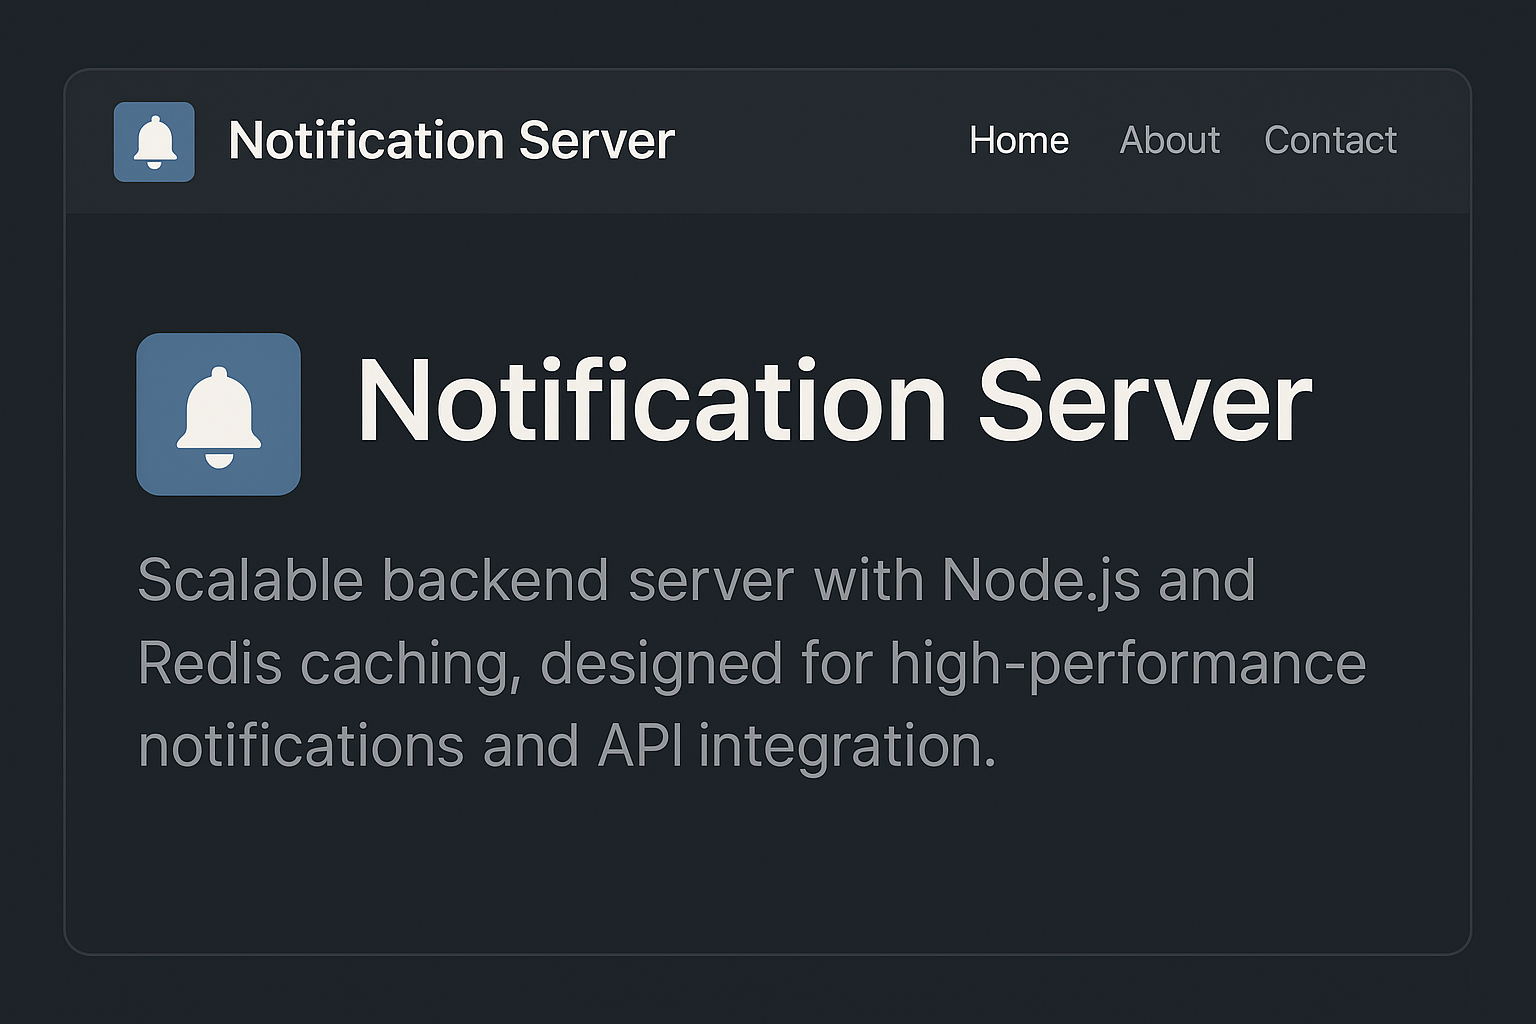 Notification Server
Home About Contact
Notification Server
Scalable backend server with Node.js and
Redis caching, designed for high-performance
notifications and API integration.